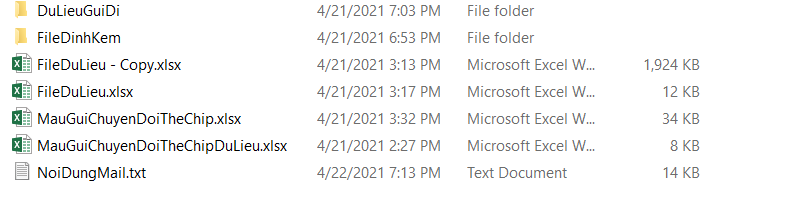 DuLieuGuiDi 4/21/2021 7:03 PM File folder
FileDinhKem 4/21/2021 6:53 PM File folder
FileDuLieu - Copy.xlsx 4/21/2021 3:13 PM Microsoft Excel W... 1,924 KB
FileDuLieu.xlsx 4/21/2021 3:17 PM Microsoft Excel W... 12 KB
MauGuiChuyenDoiTheChip.xlsx 4/21/2021 3:32 PM Microsoft Excel W... 34 KB
MauGuiChuyenDoiTheChipDuLieu.xlsx 4/21/2021 2:27 PM Microsoft Excel W... 8 KB
NoiDungMail.txt 4/22/2021 7:13 PM Text Document 14 KB